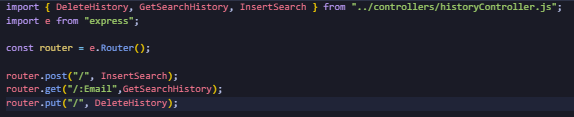 import { DeleteHistory, GetSearchHistory, InsertSearch } from "../controllers/historyController.js";
import e from "express";
const router = e.Router();
router.post("/", InsertSearch);
router.get("/:Email",GetSearchHistory);
router.put("/", DeleteHistory);